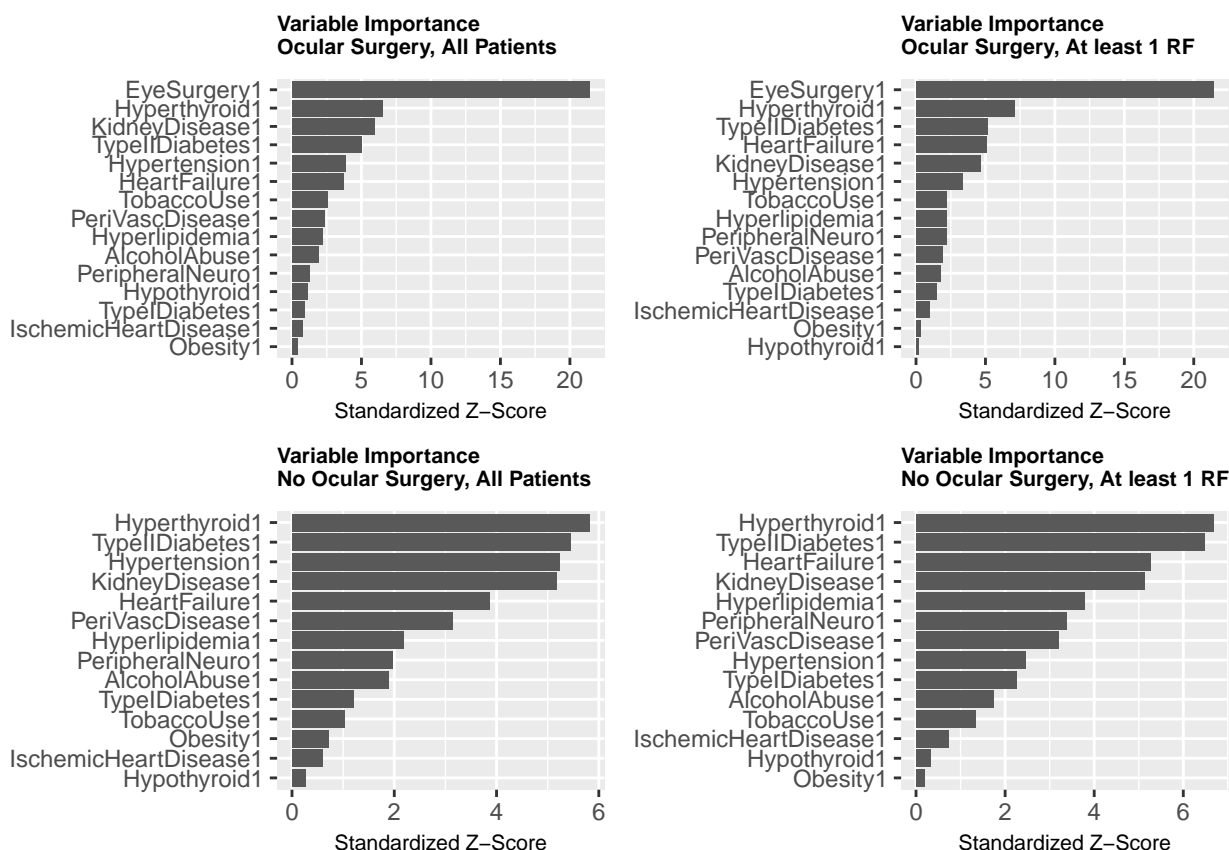 Variable Importance
Ocular Surgery, All Patients
EyeSurgery1
Hyperthyroid1
KidneyDisease1
TypeIIDiabetes1
Hypertension1
HeartFailure1
TobaccoUse1
PeriVascDisease1
Hyperlipidemia1
AlcoholAbuse1
PeripheralNeuro1
Hypothyroid1
TypeIDiabetes1
IschemicHeartDisease1
Obesity1
0 5 10 15 20
Standardized Z−Score
Variable Importance
Ocular Surgery, At least 1 RF
EyeSurgery1
Hyperthyroid1
TypeIIDiabetes1
HeartFailure1
KidneyDisease1
Hypertension1
TobaccoUse1
Hyperlipidemia1
PeripheralNeuro1
PeriVascDisease1
AlcoholAbuse1
TypeIDiabetes1
IschemicHeartDisease1
Obesity1
Hypothyroid1
0 5 10 15 20
Standardized Z−Score
Variable Importance
No Ocular Surgery, All Patients
Hyperthyroid1
TypeIIDiabetes1
Hypertension1
KidneyDisease1
HeartFailure1
PeriVascDisease1
Hyperlipidemia1
PeripheralNeuro1
AlcoholAbuse1
TypeIDiabetes1
TobaccoUse1
Obesity1
IschemicHeartDisease1
Hypothyroid1
0 2 4 6
Standardized Z−Score
Variable Importance
No Ocular Surgery, At least 1 RF
Hyperthyroid1
TypeIIDiabetes1
HeartFailure1
KidneyDisease1
Hyperlipidemia1
PeripheralNeuro1
PeriVascDisease1
Hypertension1
TypeIDiabetes1
AlcoholAbuse1
TobaccoUse1
IschemicHeartDisease1
Hypothyroid1
Obesity1
0 2 4 6
Standardized Z−Score